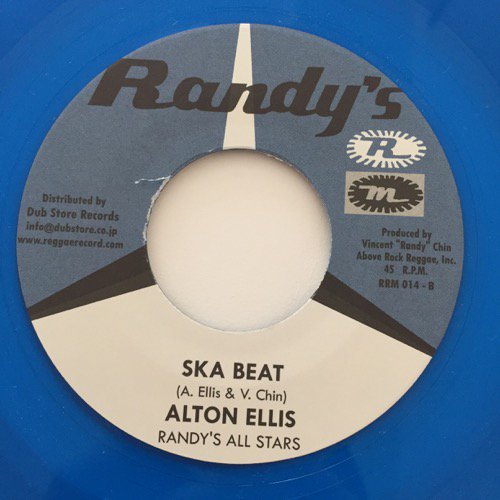 Randy's
R
M
Distributed by
Dub Store Records
info@dubstore.co.jp
www.reggaerecord.com
Produced by
Vincent "Randy" Chin
Above Rock Reggae, Inc.
45 R.P.M.
RRM 014 - B
SKA BEAT
(A. Ellis & V. Chin)
ALTON ELLIS
RANDY'S ALL STARS